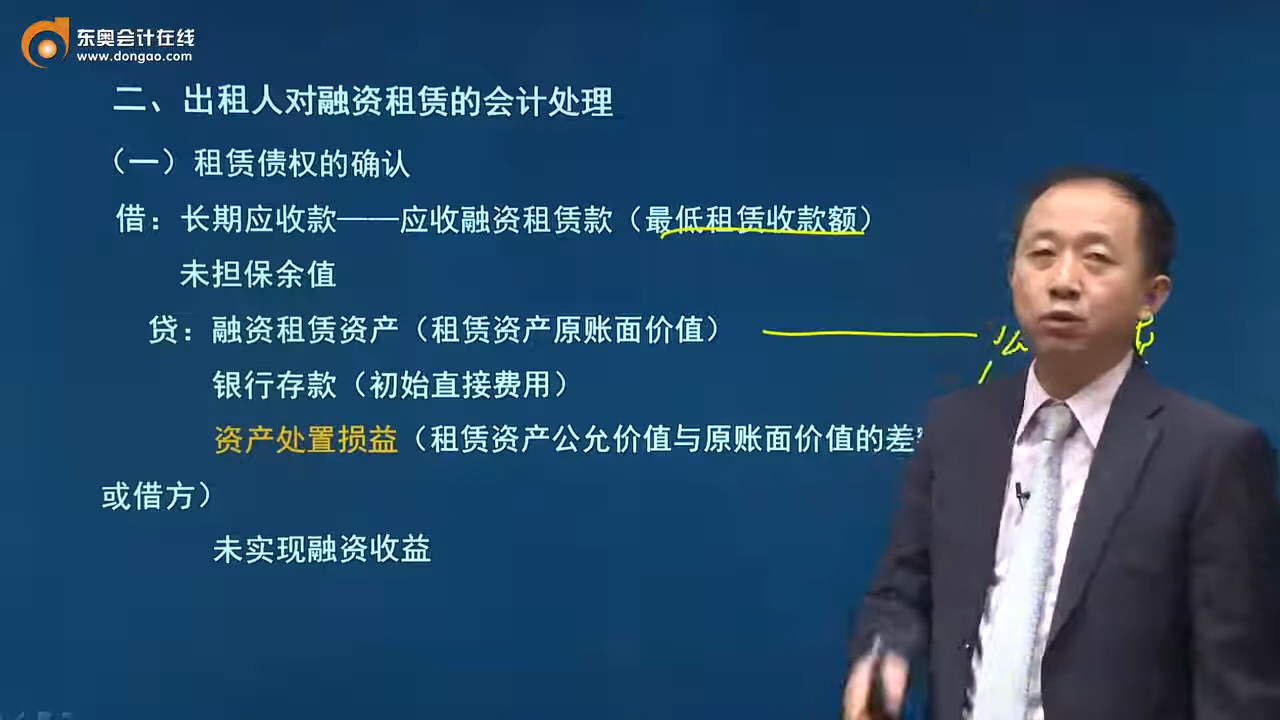 东奥会计在线
www.dongao.com
二、出租人对融资租赁的会计处理
（一）租赁债权的确认
借：长期应收款——应收融资租赁款（最低租赁收款额）
未担保余值
贷：融资租赁资产（租赁资产原账面价值）
公
银行存款（初始直接费用）
资产处置损益（租赁资产公允价值与原账面价值的差
或借方）
未实现融资收益